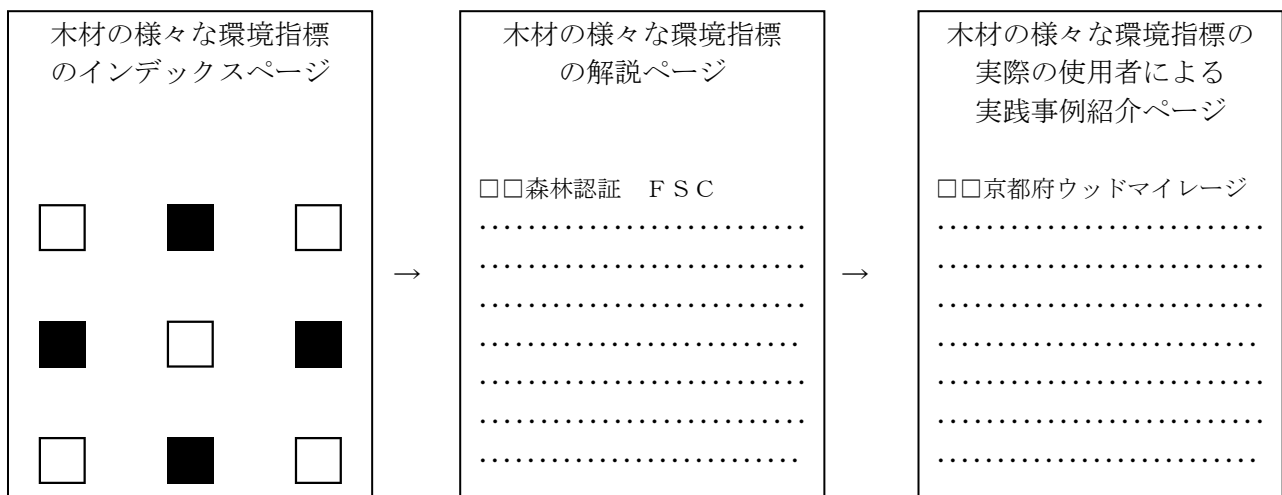 木材の様々な環境指標
のインデックスページ
→
木材の様々な環境指標
の解説ページ
□□森林認証　ＦＳＣ
‥‥‥‥‥‥‥‥‥‥‥‥‥
‥‥‥‥‥‥‥‥‥‥‥‥‥
‥‥‥‥‥‥‥‥‥‥‥‥‥
‥‥‥‥‥‥‥‥‥‥‥‥‥
‥‥‥‥‥‥‥‥‥‥‥‥‥
‥‥‥‥‥‥‥‥‥‥‥‥‥
‥‥‥‥‥‥‥‥‥‥‥‥‥
→
木材の様々な環境指標の
実際の使用者による
実践事例紹介ページ
□□京都府ウッドマイレージ
‥‥‥‥‥‥‥‥‥‥‥‥‥
‥‥‥‥‥‥‥‥‥‥‥‥‥
‥‥‥‥‥‥‥‥‥‥‥‥‥
‥‥‥‥‥‥‥‥‥‥‥‥‥
‥‥‥‥‥‥‥‥‥‥‥‥‥
‥‥‥‥‥‥‥‥‥‥‥‥‥
‥‥‥‥‥‥‥‥‥‥‥‥‥